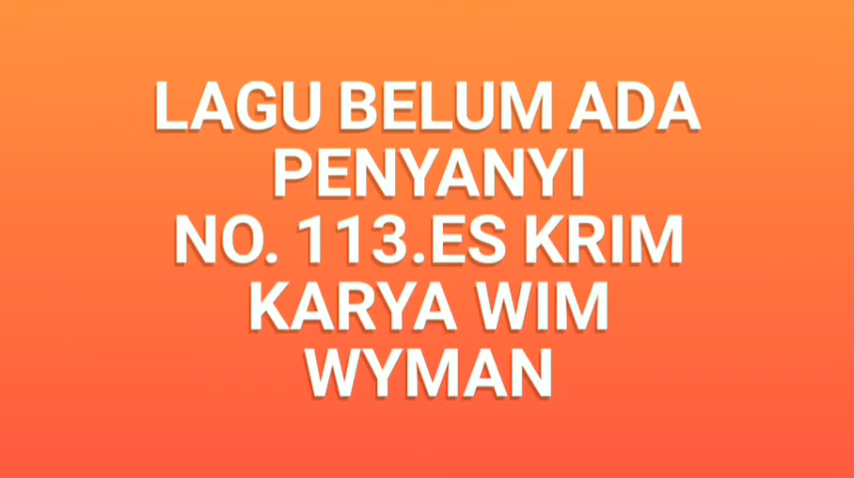 LAGU BELUM ADA
PENYANYI
NO. 113.ES KRIM
KARYA WIM
WYMAN